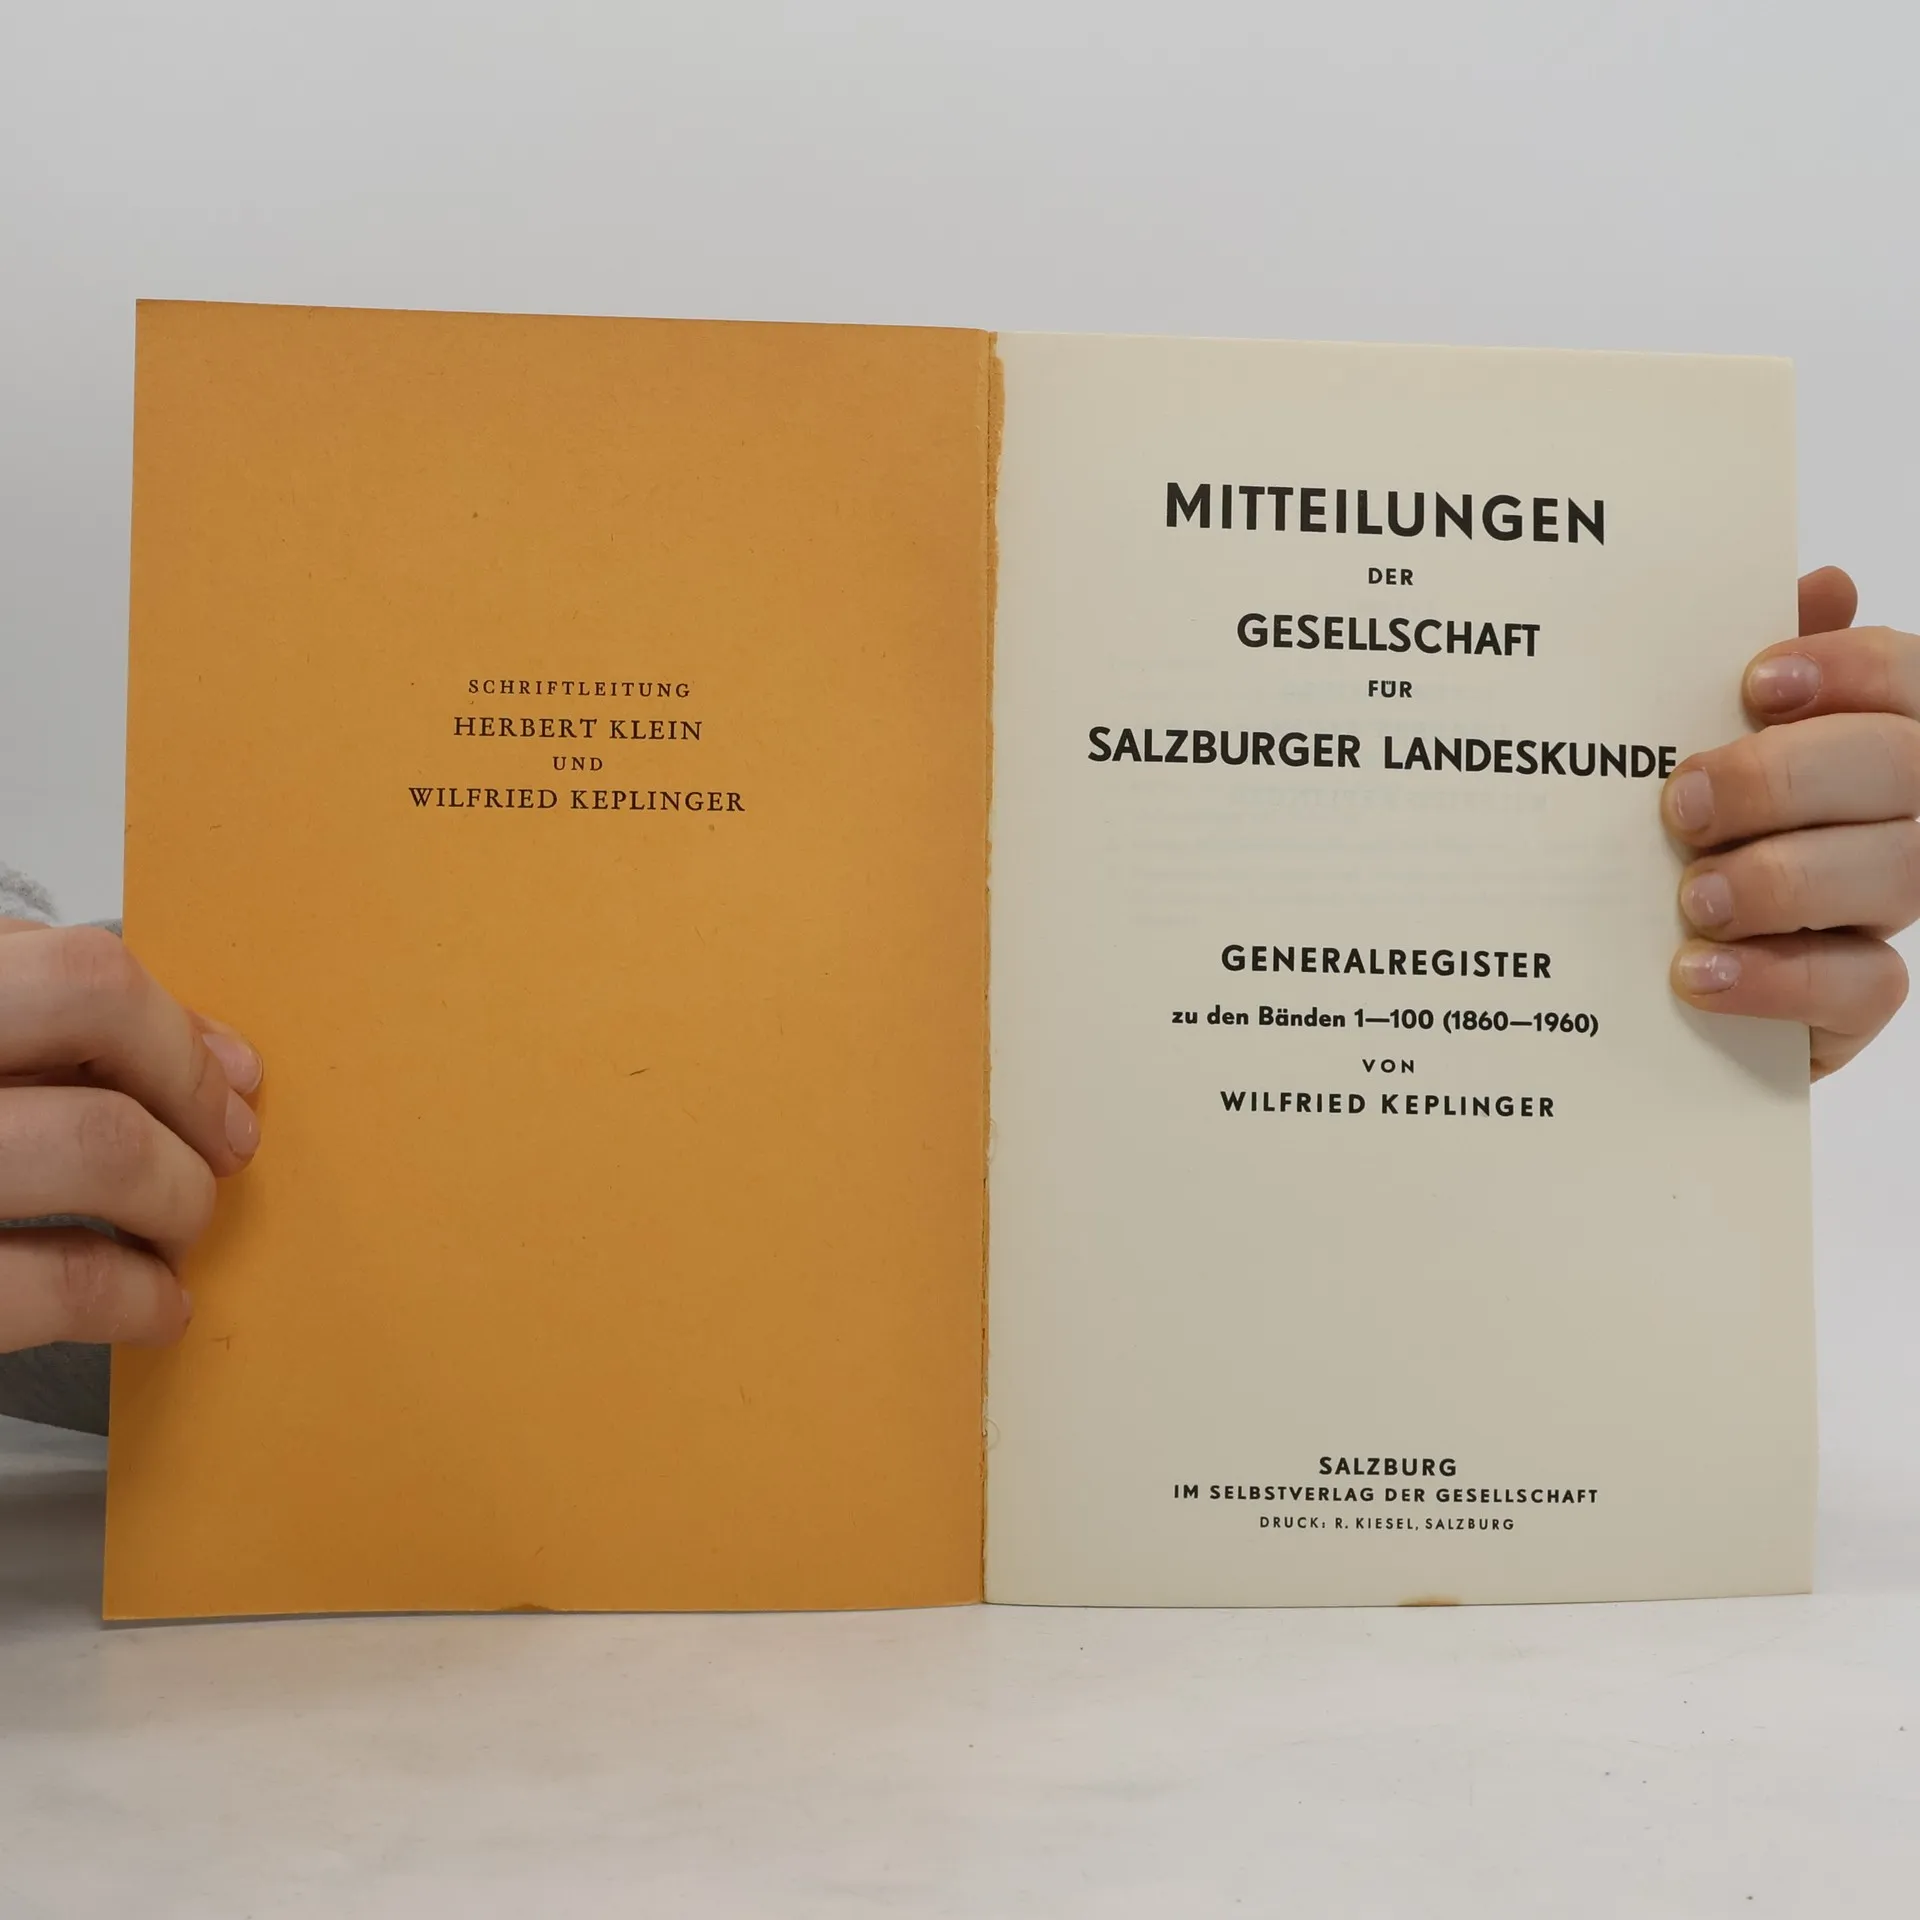 SCHRIFTLEITUNG
HERBERT KLEIN
UND
WILFRIED KEPLINGER
MITTEILUNGEN
DER
GESELLSCHAFT
FÜR
SALZBURGER LANDESKUNDE
GENERALREGISTER
zu den Bänden 1—100 (1860—1960)
VON
WILFRIED KEPLINGER
SALZBURG
IM SELBSTVERLAG DER GESELLSCHAFT
DRUCK: R. KIESEL, SALZBURG